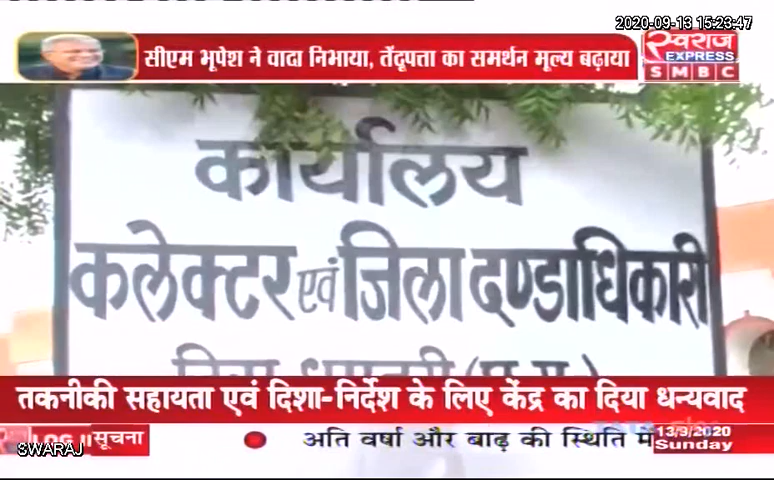 2020-09-13 15:23:47
सीएम भूपेश ने वादा निभाया, तेंदूपत्ता का समर्थन मूल्य बढ़ाया
स्वराज
EXPRESS
SMBC
कार्यालय
कलेक्टर एवं जिला दण्डाधिकारी
तकनीकी सहायता एवं दिशा-निर्देश के लिए केंद्र का दिया धन्यवाद
सूचना
अति वर्षा और बाढ़ की स्थिति में
13/9/2020
Sunday
SWARAJ